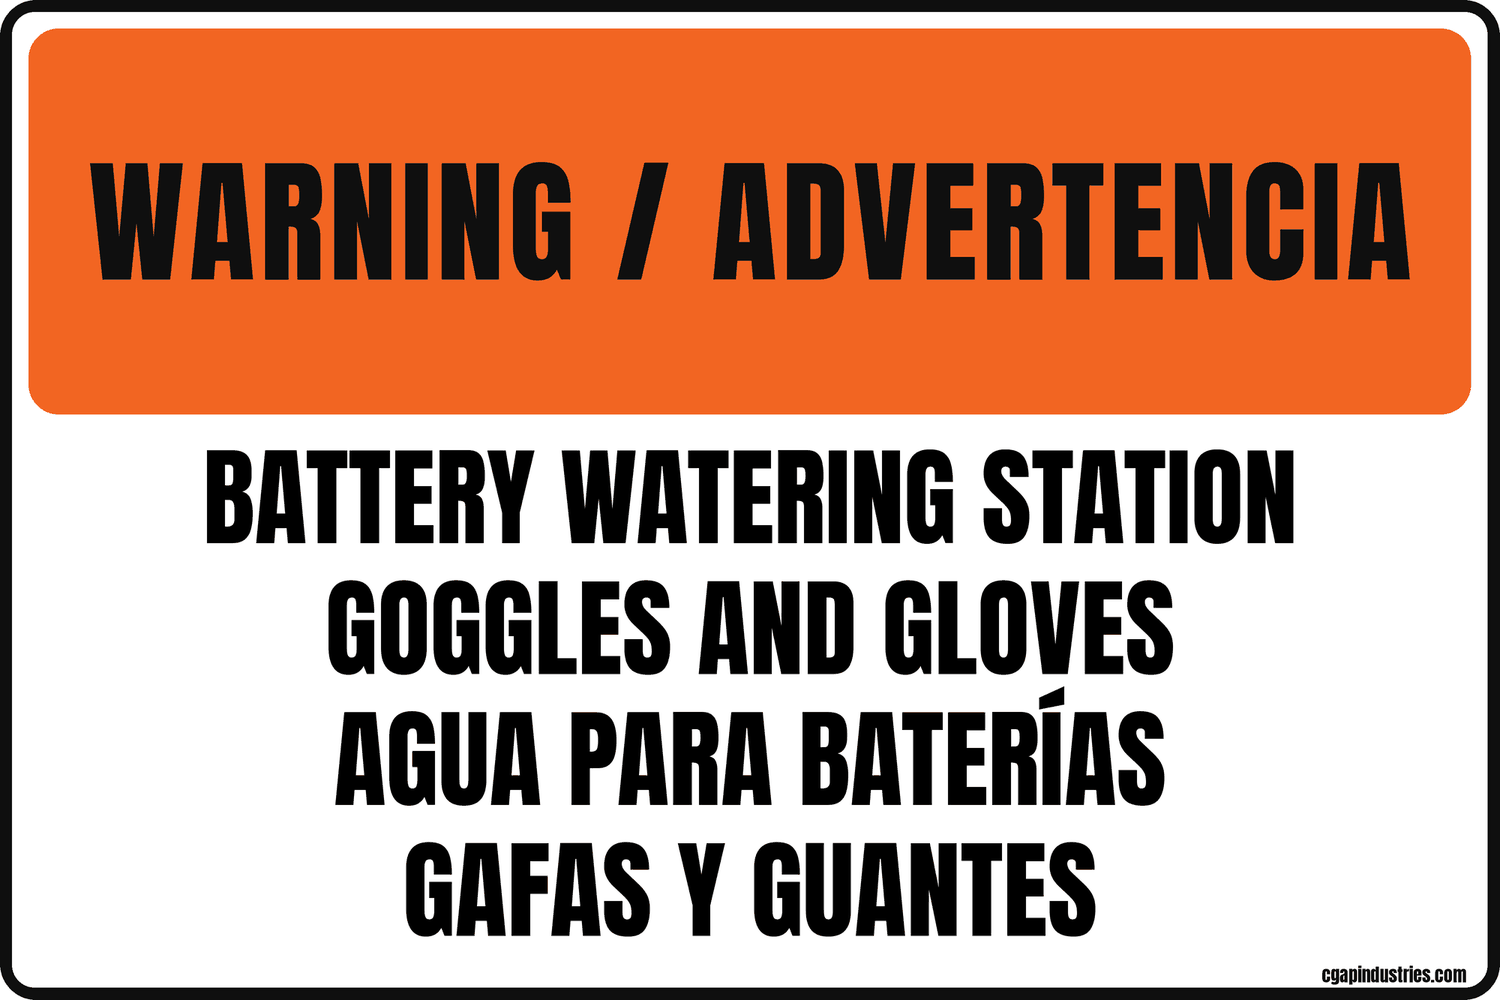 WARNING / ADVERTENCIA
BATTERY WATERING STATION
GOGGLES AND GLOVES
AGUA PARA BATERÍAS
GAFAS Y GUANTES
cgapindustries.com